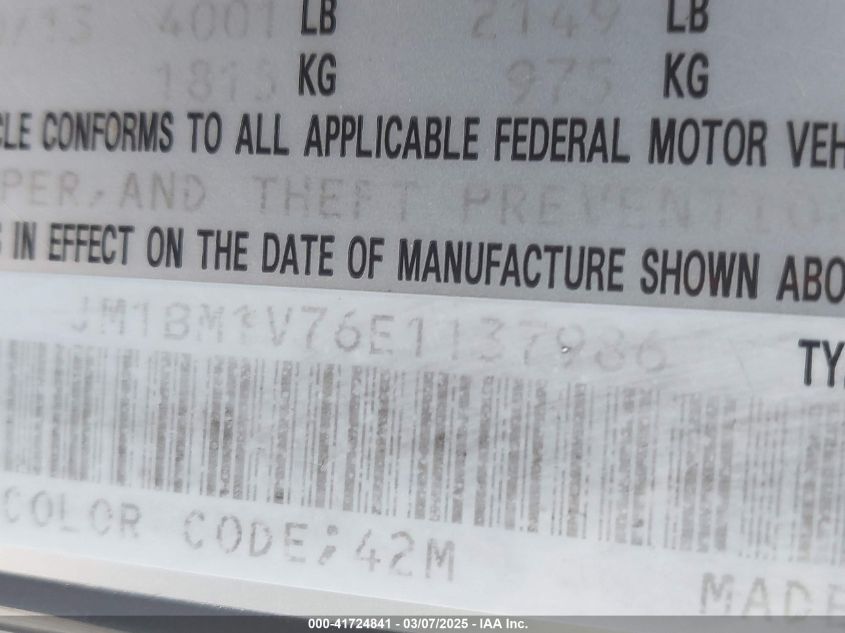 /13 4001 LB 2149 LB
1815 KG 975 KG
CLE CONFORMS TO ALL APPLICABLE FEDERAL MOTOR VEH
PER, AND THEFT PREVENTIO
IN EFFECT ON THE DATE OF MANUFACTURE SHOWN ABO
JM1BM1V76E1137986
TY
COLOR CODE;42M
MADE
000-41724841 - 03/07/2025 - IAA Inc.